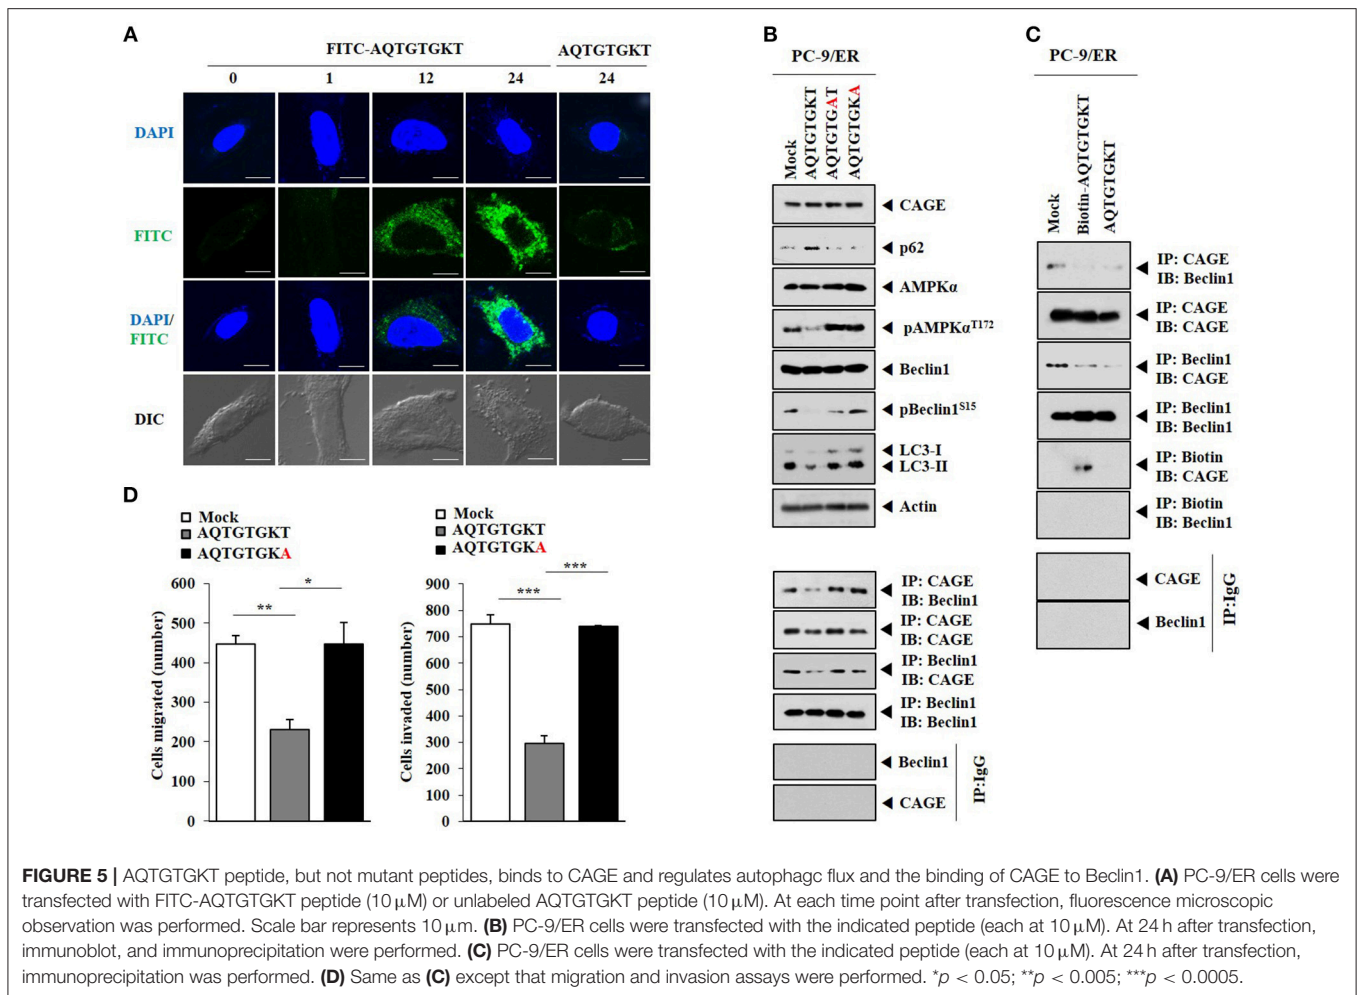 A
FITC-AQTGTGKT
AQTGTGKT
0
1
12
24
24
DAPI
FITC
DAPI/
FITC
DIC
B
PC-9/ER
Mock
AQTGTGKT
AQTGTGAT
AQTGTGKA
CAGE
p62
AMPKα
pAMPKαT172
Beclin1
pBeclin1S15
LC3-I
LC3-II
Actin
IP: CAGE
IB: Beclin1
IP: CAGE
IB: CAGE
IP: Beclin1
IB: CAGE
IP: Beclin1
IB: Beclin1
Beclin1
CAGE
IP:IgG
C
PC-9/ER
Mock
Biotin-AQTGTGKT
AQTGTGKT
IP: CAGE
IB: Beclin1
IP: CAGE
IB: CAGE
IP: Beclin1
IB: CAGE
IP: Beclin1
IB: Beclin1
IP: Biotin
IB: CAGE
IP: Biotin
IB: Beclin1
CAGE
Beclin1
IP:IgG
D
Mock
AQTGTGKT
AQTGTGKA
Cells migrated (number)
600
500
400
300
200
100
0
**
*
Mock
AQTGTGKT
AQTGTGKA
Cells invaded (number)
900
800
700
600
500
400
300
200
100
0
***
***
FIGURE 5 | AQTGTGKT peptide, but not mutant peptides, binds to CAGE and regulates autophagc flux and the binding of CAGE to Beclin1. (A) PC-9/ER cells were
transfected with FITC-AQTGTGKT peptide (10 μM) or unlabeled AQTGTGKT peptide (10 μM). At each time point after transfection, fluorescence microscopic
observation was performed. Scale bar represents 10 μm. (B) PC-9/ER cells were transfected with the indicated peptide (each at 10 μM). At 24 h after transfection,
immunoblot, and immunoprecipitation were performed. (C) PC-9/ER cells were transfected with the indicated peptide (each at 10 μM). At 24 h after transfection,
immunoprecipitation was performed. (D) Same as (C) except that migration and invasion assays were performed. *p < 0.05; **p < 0.005; ***p < 0.0005.